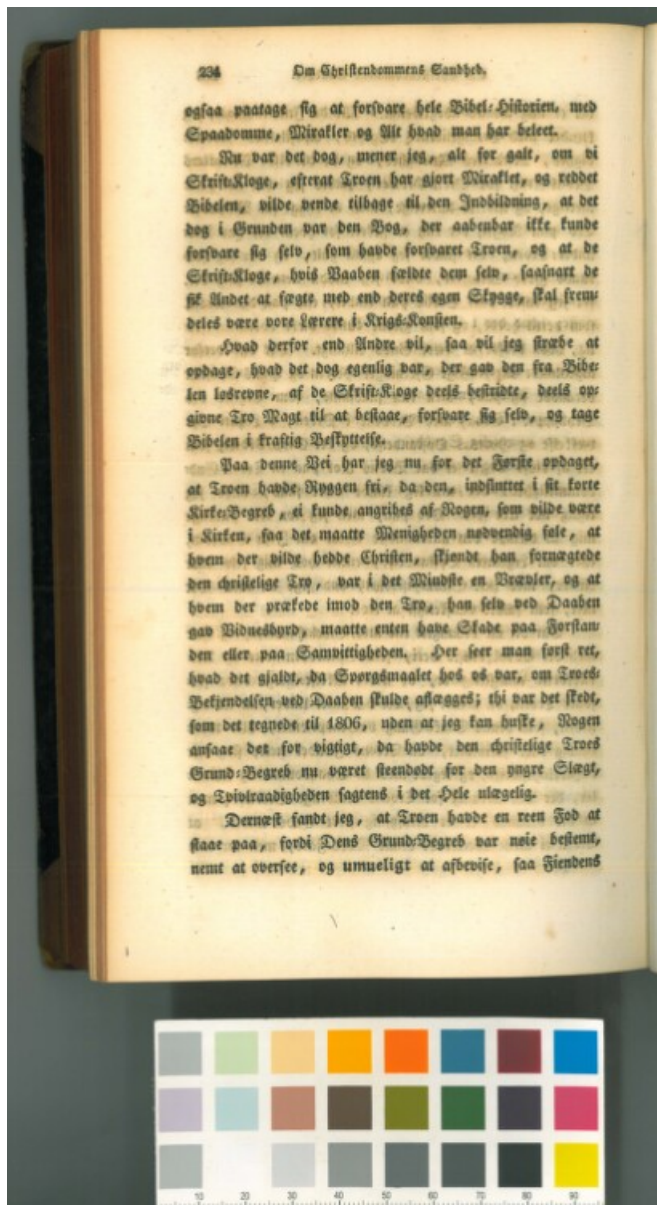 234 Om Christendommens Sandhed.
ogsaa paatage sig at forsvare hele Bibel-Historien, med
Spaadomme, Mirakler og Alt hvad man har beleet.
Nu var det dog, mener jeg, alt for galt, om vi
Skrift-Kloge, efterat Troen har gjort Miraklet, og reddet
Bibelen, vilde vende tilbage til den Indbildning, at det
dog i Grunden var den Bog, der aabenbar ikke kunde
forsvare sig selv, som havde forsvaret Troen, og at de
Skrift-Kloge, hvis Vaaben fældte dem selv, saasnart de
fik Andet at fægte med end deres egen Skygge, skal frem-
deles være vore Lærere i Krigs-Konsten.
Hvad derfor end Andre vil, saa vil jeg stræbe at
opdage, hvad det dog egenlig var, der gav den fra Bibe-
len løsrevne, af de Skrift-Kloge deels bestridte, deels op-
givne Tro Magt til at bestaae, forsvare sig selv, og tage
Bibelen i kraftig Beskyttelse.
Paa denne Vei har jeg nu for det Første opdaget,
at Troen havde Ryggen fri, da den, indsluttet i sit korte
Kirke-Begreb, ei kunde angribes af Nogen, som vilde være
i Kirken, saa det maatte Menigheden nødvendig føle, at
hvem der vilde hedde Christen, skjøndt han fornægtede
den christelige Tro, var i det Mindste en Vrævler, og at
hvem der prækede imod den Tro, han selv ved Daaben
gav Vidnesbyrd, maatte enten have Skade paa Forstan-
den eller paa Samvittigheden. Her seer man først ret,
hvad det gjaldt, da Spørgsmaalet hos os var, om Troes-
Bekjendelsen ved Daaben skulde aflægges; thi var det skedt,
som det tegnede til 1806, uden at jeg kan huske, Nogen
ansaae det for vigtigt, da havde den christelige Troes
Grund-Begreb nu været steendødt for den yngre Slægt,
og Tvivlraadigheden sagtens i det Hele ulægelig.
Dernæst fandt jeg, at Troen havde en reen Fod at
staae paa, fordi Dens Grund-Begreb var nøie bestemt,
nemt at oversee, og umueligt at afbevise, saa Fiendens
10 20 30 40 50 60 70 80 90